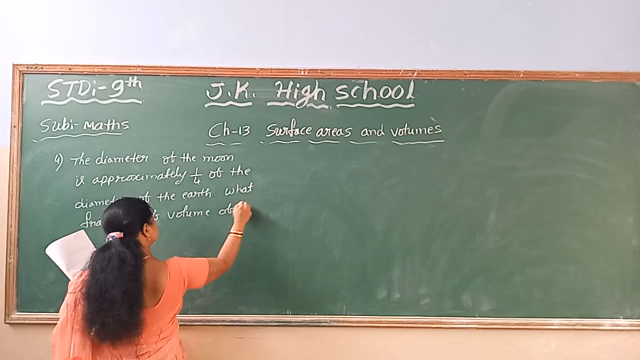 STD:- 9th
J.K. High school
Sub:- maths
Ch-13 Surface areas and volumes
4) The diameter of the moon
is approximately 1/4 of the
of the earth. What
volume of